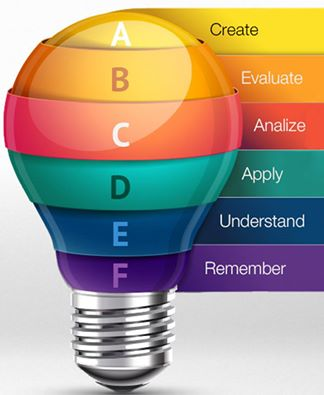 A Create
B Evaluate
C Analize
D Apply
E Understand
F Remember